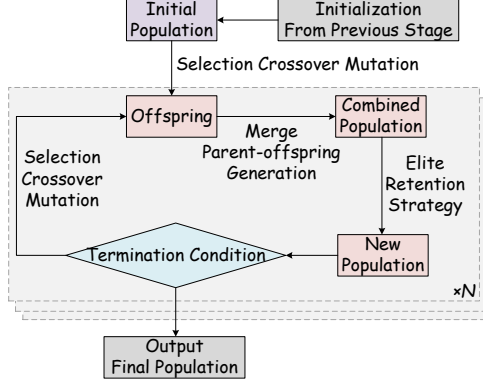 Initial
Population
Initialization
From Previous Stage
Selection Crossover Mutation
Offspring
Merge
Parent-offspring
Generation
Combined
Population
Selection
Crossover
Mutation
Elite
Retention
Strategy
Termination Condition
New
Population
×N
Output
Final Population